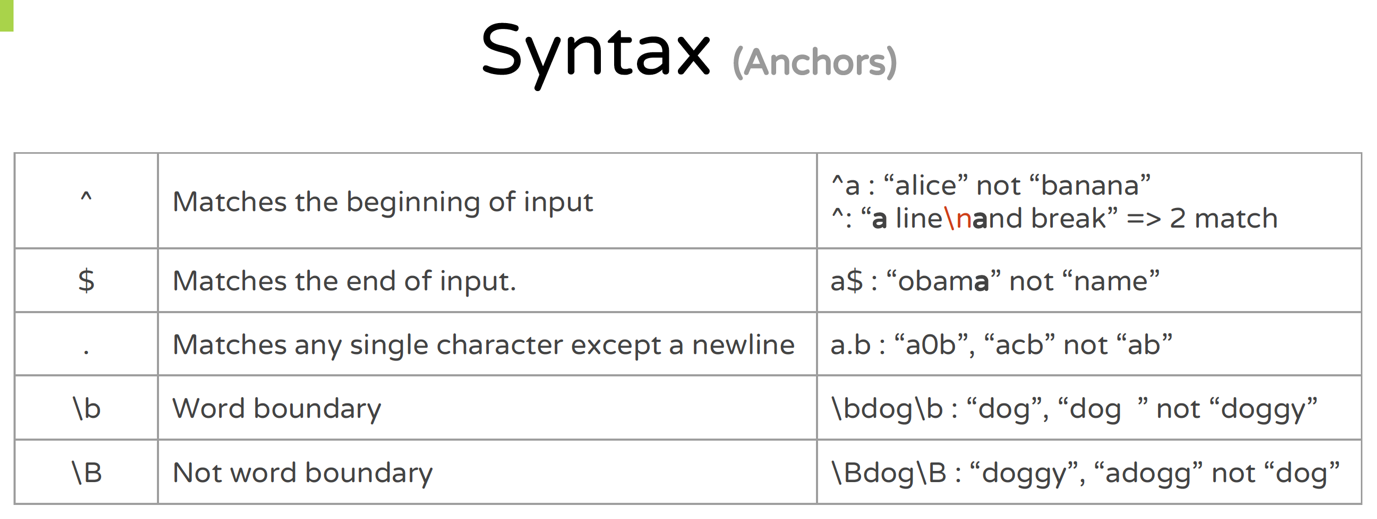 Syntax (Anchors)
^
Matches the beginning of input
^a : “alice” not “banana”
^: “a line\nand break” => 2 match
$
Matches the end of input.
a$ : “obama” not “name”
.
Matches any single character except a newline
a.b : “a0b”, “acb” not “ab”
\b
Word boundary
\bdog\b : “dog”, “dog  ” not “doggy”
\B
Not word boundary
\Bdog\B : “doggy”, “adogg” not “dog”